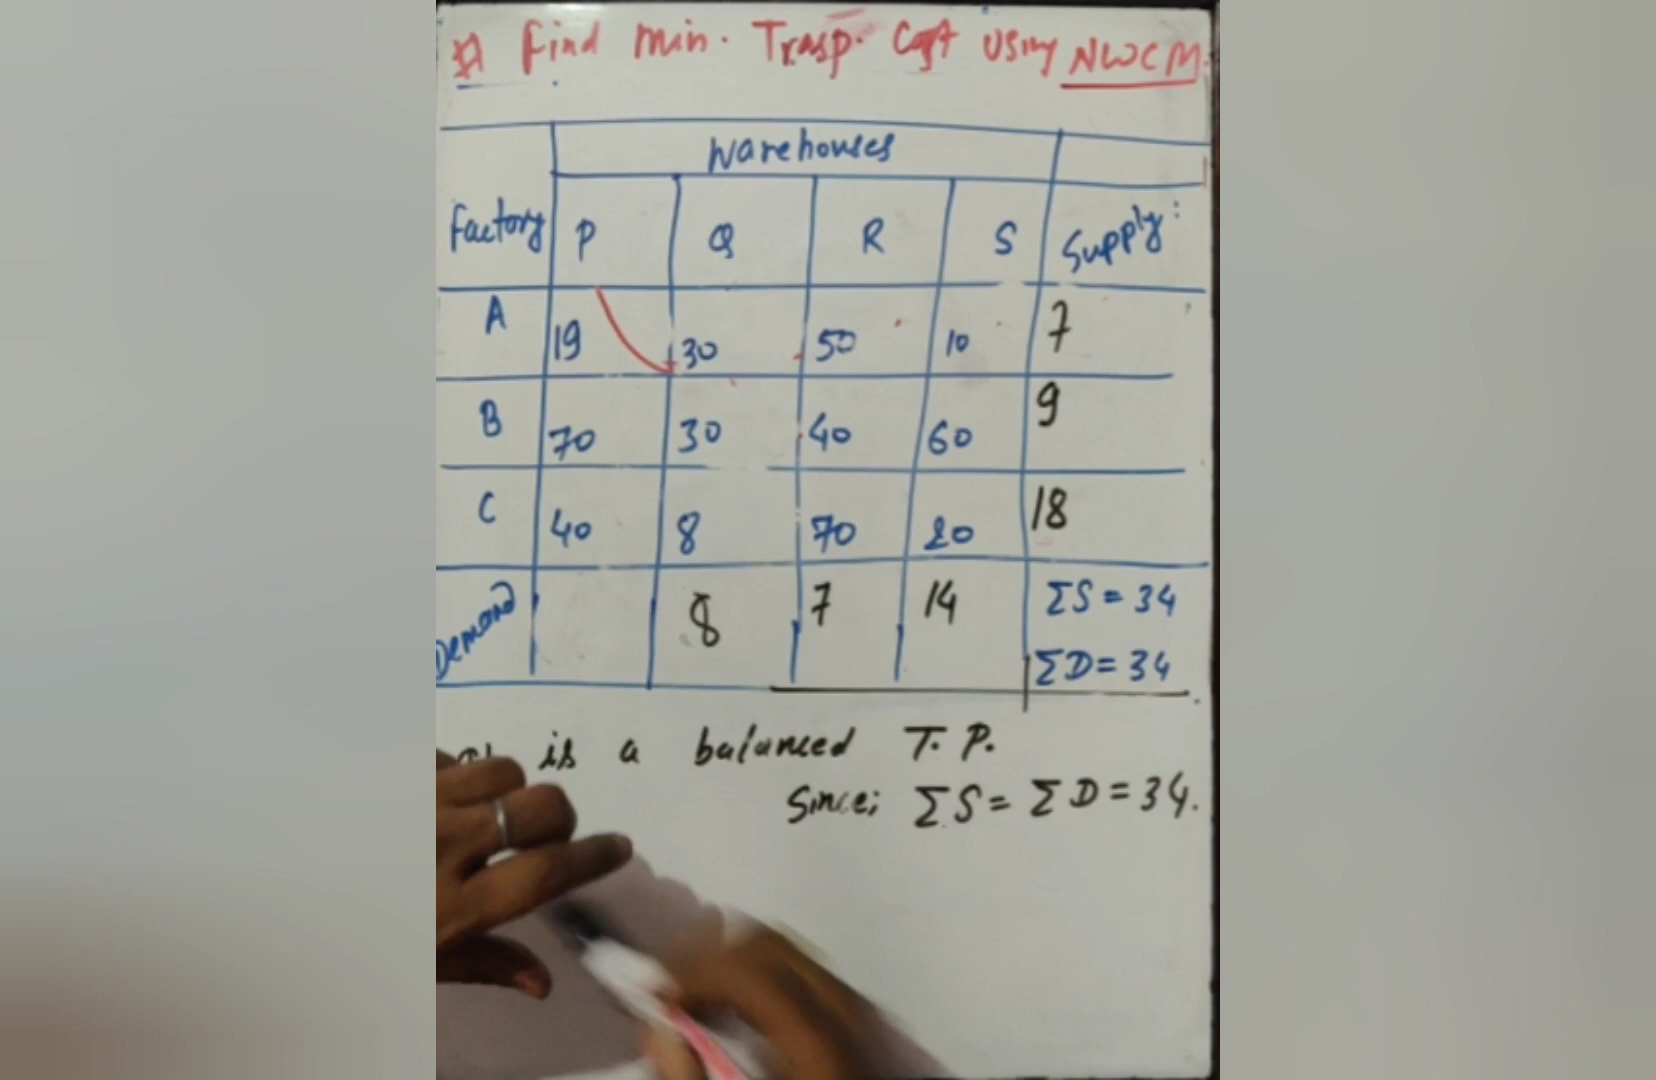 Find Min. Trasp. Cost Using NWCM.
Warehouses
Factory P Q R S Supply:
A 19 30 50 10 7
B 70 30 40 60 9
C 40 8 70 20 18
Demand 8 7 14 ΣS = 34
ΣD = 34
is a balanced T. P.
Since; ΣS = ΣD = 34.